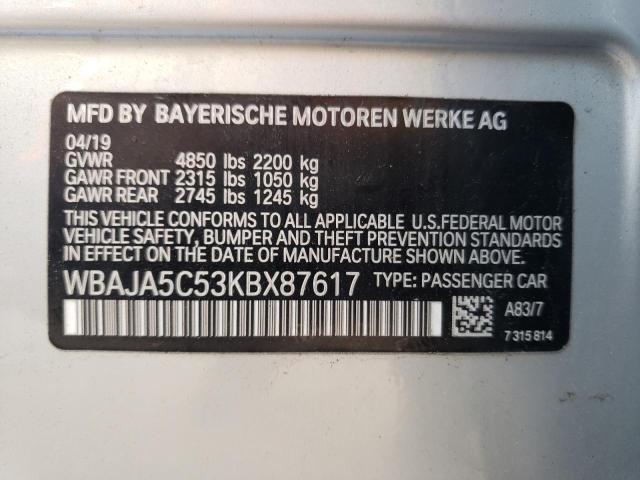 MFD BY BAYERISCHE MOTOREN WERKE AG
04/19
GVWR 4850 lbs 2200 kg
GAWR FRONT 2315 lbs 1050 kg
GAWR REAR 2745 lbs 1245 kg
THIS VEHICLE CONFORMS TO ALL APPLICABLE U.S.FEDERAL MOTOR
VEHICLE SAFETY, BUMPER AND THEFT PREVENTION STANDARDS
IN EFFECT ON THE DATE OF MANUFACTURE SHOWN ABOVE.
WBAJA5C53KBX87617 TYPE: PASSENGER CAR
A83/7
7 315 814